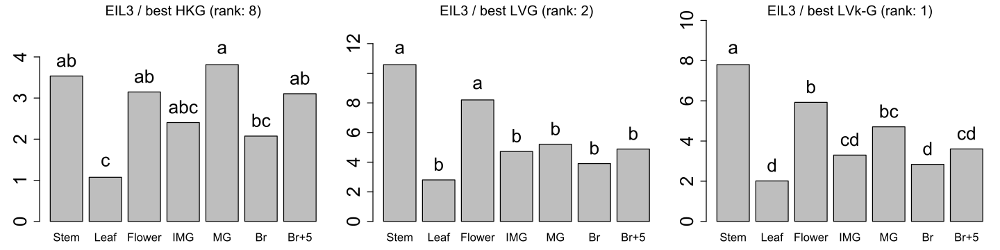 EIL3 / best HKG (rank: 8)
4
3
2
1
0
ab
c
ab
abc
a
bc
ab
Stem Leaf Flower IMG MG Br Br+5
EIL3 / best LVG (rank: 2)
12
8
6
4
2
0
a
b
a
b
b
b
b
Stem Leaf Flower IMG MG Br Br+5
EIL3 / best LVk-G (rank: 1)
10
8
6
4
2
0
a
d
b
cd
bc
d
cd
Stem Leaf Flower IMG MG Br Br+5